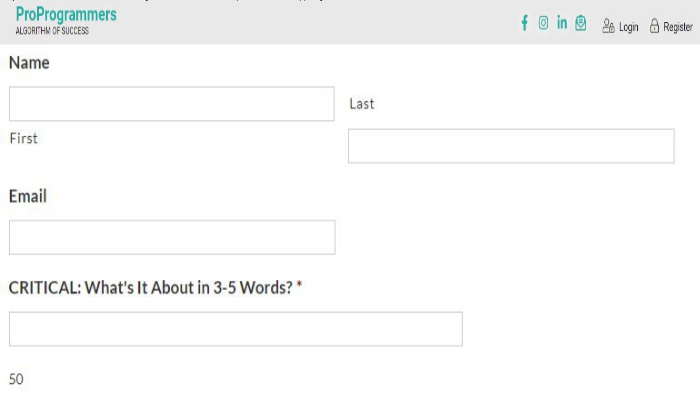 ProProgrammers
ALGORITHM OF SUCCESS
Login
Register
Name
Last
First
Email
CRITICAL: What's It About in 3-5 Words? *
50